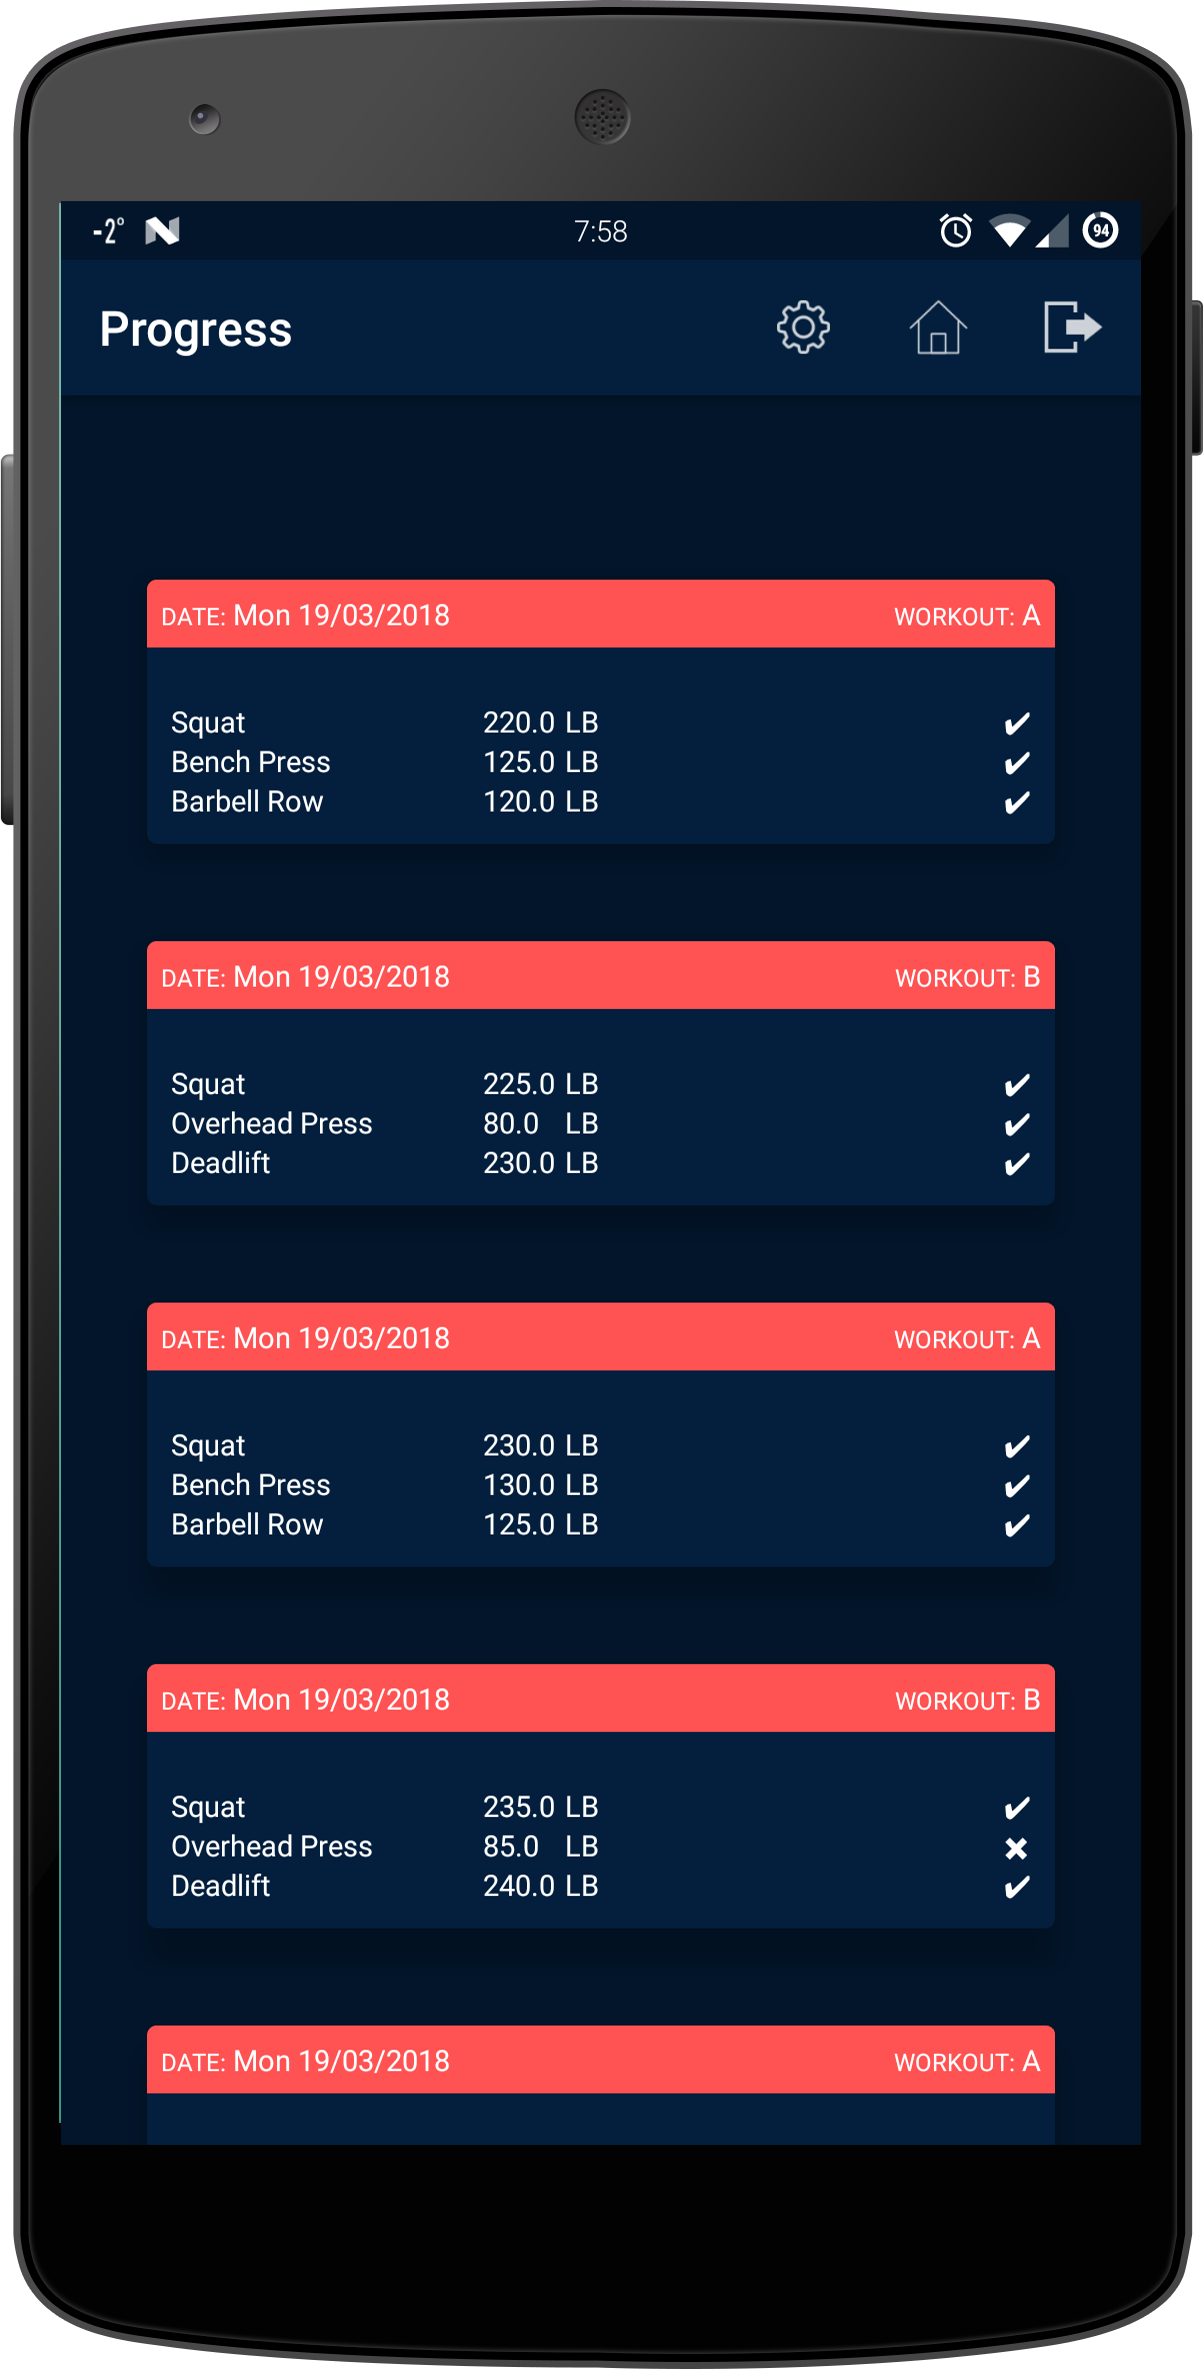 -2° N 7:58 94
Progress
DATE: Mon 19/03/2018 WORKOUT: A
Squat 220.0 LB ✔
Bench Press 125.0 LB ✔
Barbell Row 120.0 LB ✔
DATE: Mon 19/03/2018 WORKOUT: B
Squat 225.0 LB ✔
Overhead Press 80.0 LB ✔
Deadlift 230.0 LB ✔
DATE: Mon 19/03/2018 WORKOUT: A
Squat 230.0 LB ✔
Bench Press 130.0 LB ✔
Barbell Row 125.0 LB ✔
DATE: Mon 19/03/2018 WORKOUT: B
Squat 235.0 LB ✔
Overhead Press 85.0 LB ✖
Deadlift 240.0 LB ✔
DATE: Mon 19/03/2018 WORKOUT: A